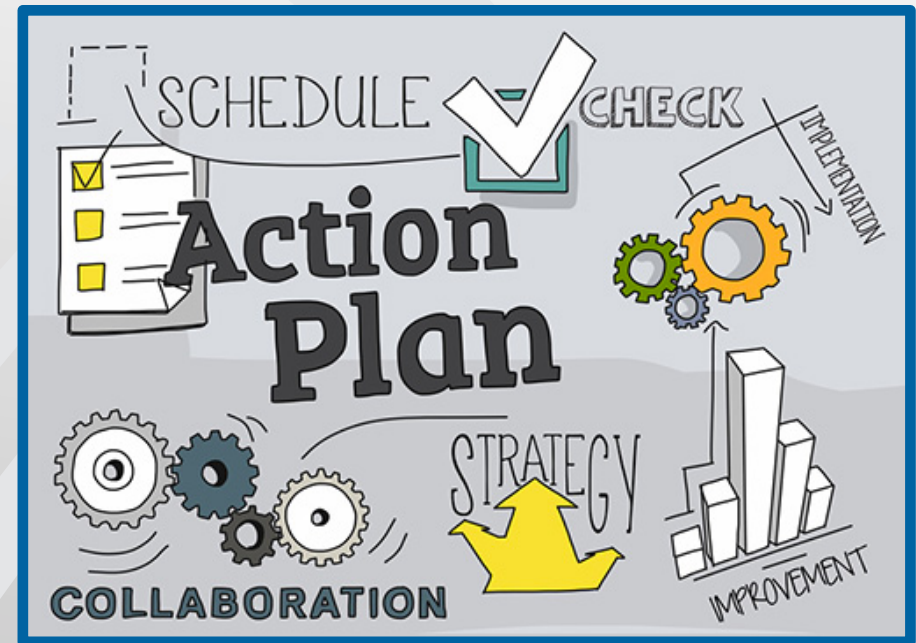 SCHEDULE
CHECK
IMPLEMENTATION
Action
Plan
STRATEGY
COLLABORATION
IMPROVEMENT